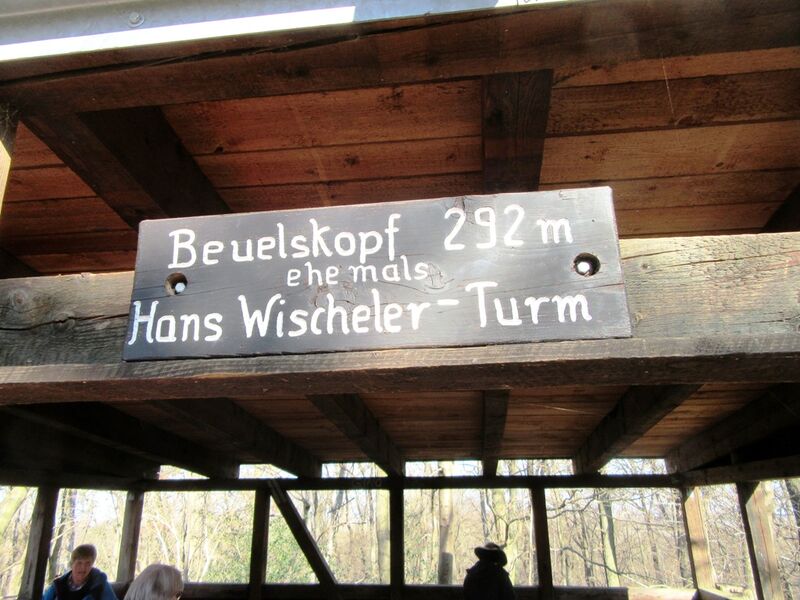 Beuelskopf 292 m
ehemals
Hans Wischeler-Turm